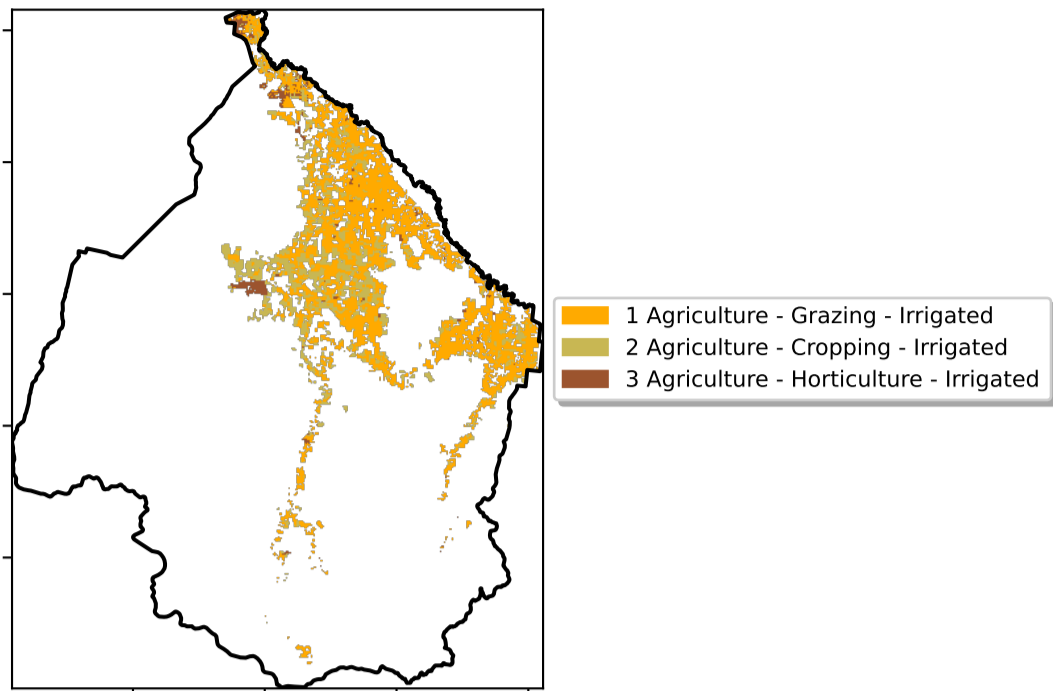 1 Agriculture - Grazing - Irrigated
2 Agriculture - Cropping - Irrigated
3 Agriculture - Horticulture - Irrigated